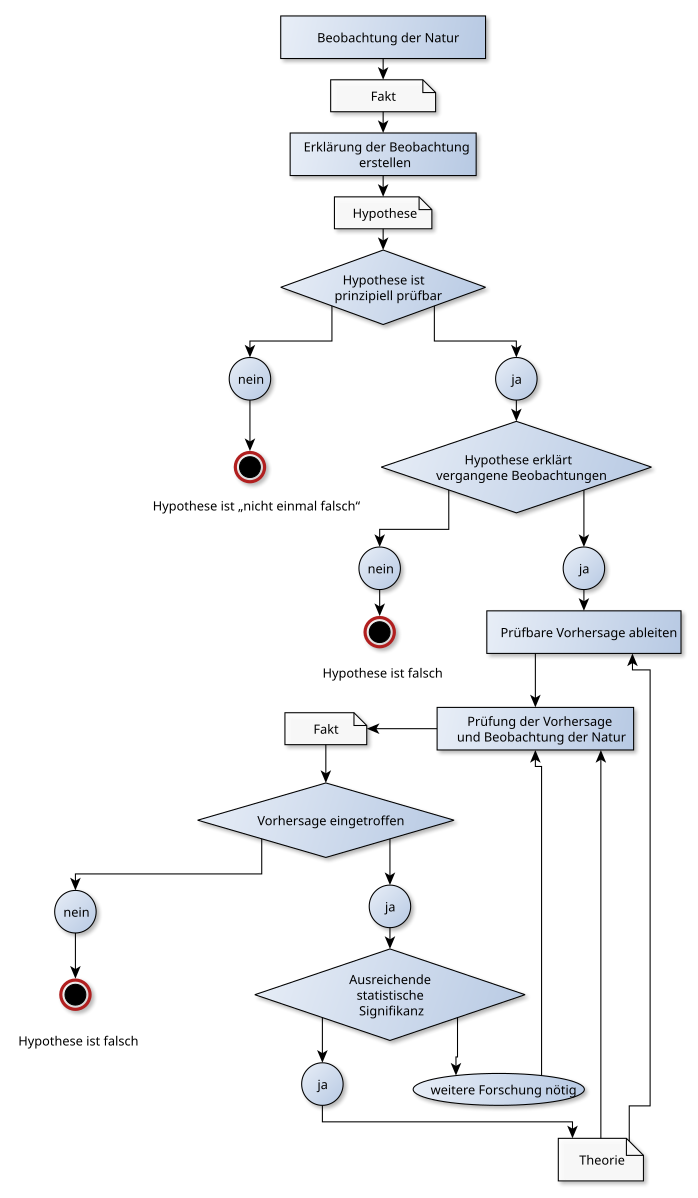 Beobachtung der Natur
Fakt
Erklärung der Beobachtung
erstellen
Hypothese
Hypothese ist
prinzipiell prüfbar
nein
ja
Hypothese ist „nicht einmal falsch“
Hypothese erklärt
vergangene Beobachtungen
nein
ja
Hypothese ist falsch
Prüfbare Vorhersage ableiten
Prüfung der Vorhersage
und Beobachtung der Natur
Fakt
Vorhersage eingetroffen
nein
ja
Hypothese ist falsch
Ausreichende
statistische
Signifikanz
ja
weitere Forschung nötig
Theorie